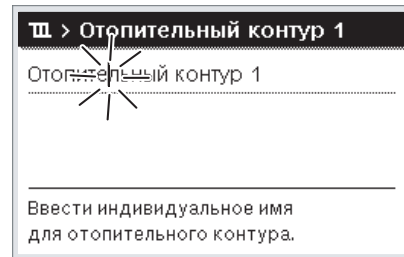 > Отопительный контур 1
Отопительный контур 1
Ввести индивидуальное имя
для отопительного контура.